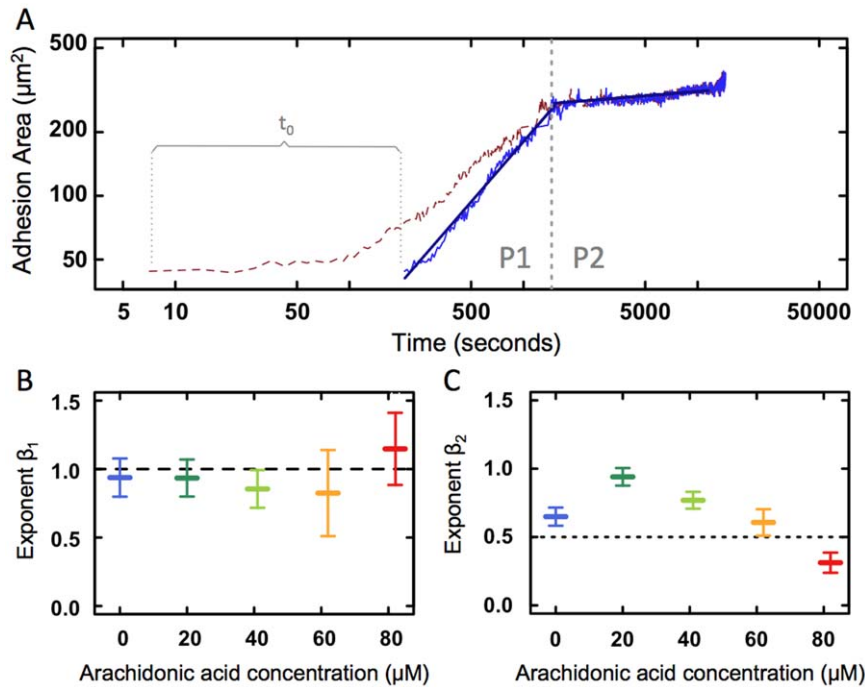 A
500
200
100
50
Adhesion Area (μm²)
t₀
P1 P2
5 10 50 500 5000 50000
Time (seconds)
B
1.5
1.0
0.5
0.0
Exponent β₁
0 20 40 60 80
Arachidonic acid concentration (μM)
C
1.5
1.0
0.5
0.0
Exponent β₂
0 20 40 60 80
Arachidonic acid concentration (μM)